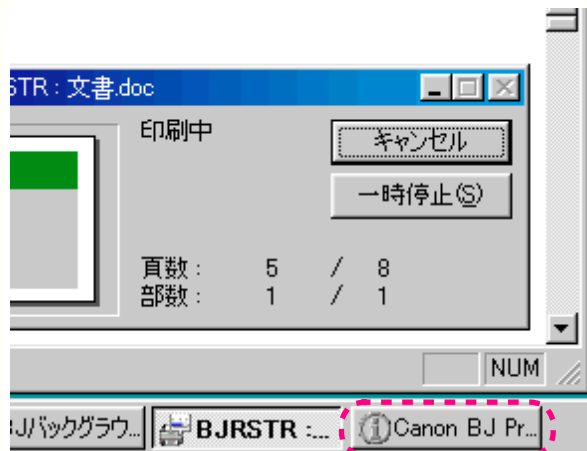 STR : 文書.doc
印刷中
キャンセル
一時停止(S)
頁数 : 5 / 8
部数 : 1 / 1
NUM
BJバックグラウ... BJRSTR :... Canon BJ Pr...